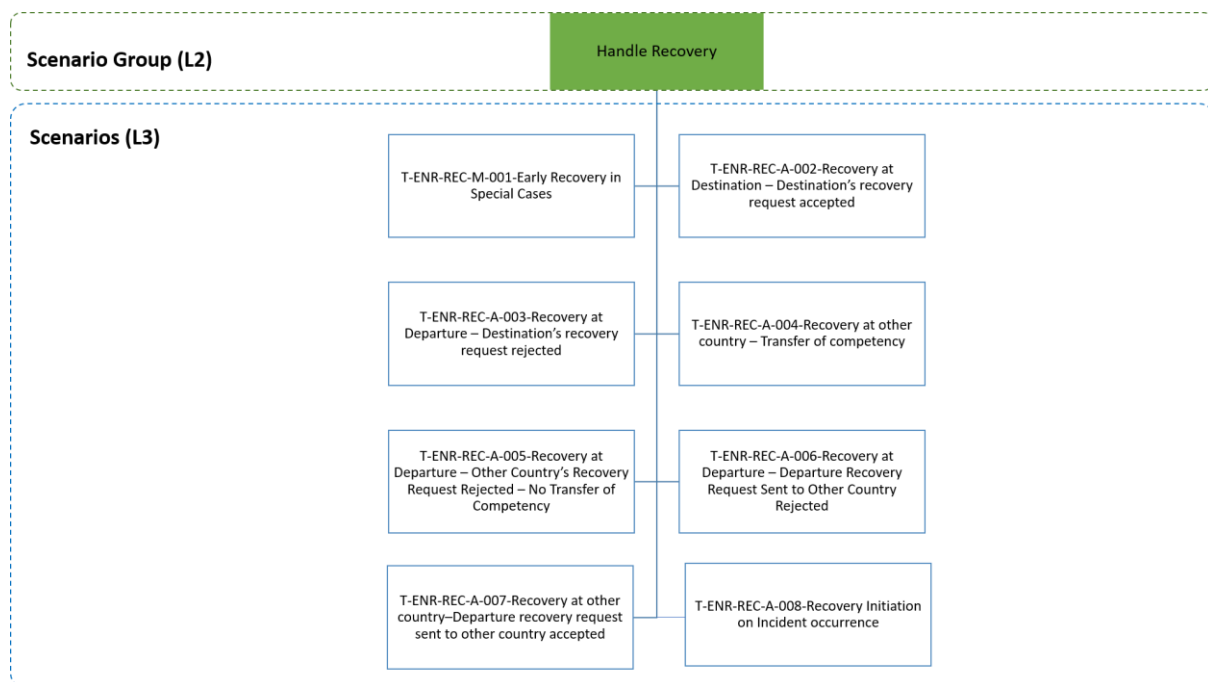 Scenario Group (L2)
Handle Recovery
Scenarios (L3)
T-ENR-REC-M-001-Early Recovery in
Special Cases
T-ENR-REC-A-002-Recovery at
Destination – Destination's recovery
request accepted
T-ENR-REC-A-003-Recovery at
Departure – Destination's recovery
request rejected
T-ENR-REC-A-004-Recovery at other
country – Transfer of competency
T-ENR-REC-A-005-Recovery at
Departure – Other Country's Recovery
Request Rejected – No Transfer of
Competency
T-ENR-REC-A-006-Recovery at
Departure – Departure Recovery
Request Sent to Other Country
Rejected
T-ENR-REC-A-007-Recovery at other
country–Departure recovery request
sent to other country accepted
T-ENR-REC-A-008-Recovery Initiation
on Incident occurrence